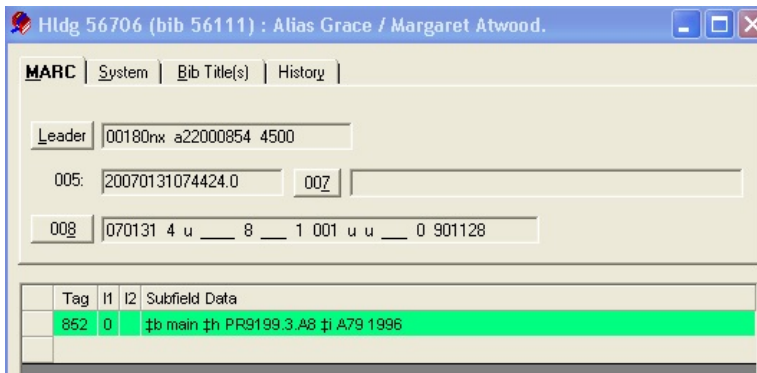 Hldg 56706 (bib 56111) : Alias Grace / Margaret Atwood.
MARC System Bib Title(s) History
Leader 00180nx a22000854 4500
005: 20070131074424.0 007
008 070131 4 u ____ 8 ___ 1 001 u u ___ 0 901128
Tag I1 I2 Subfield Data
852 0 ‡b main ‡h PR9199.3.A8 ‡i A79 1996